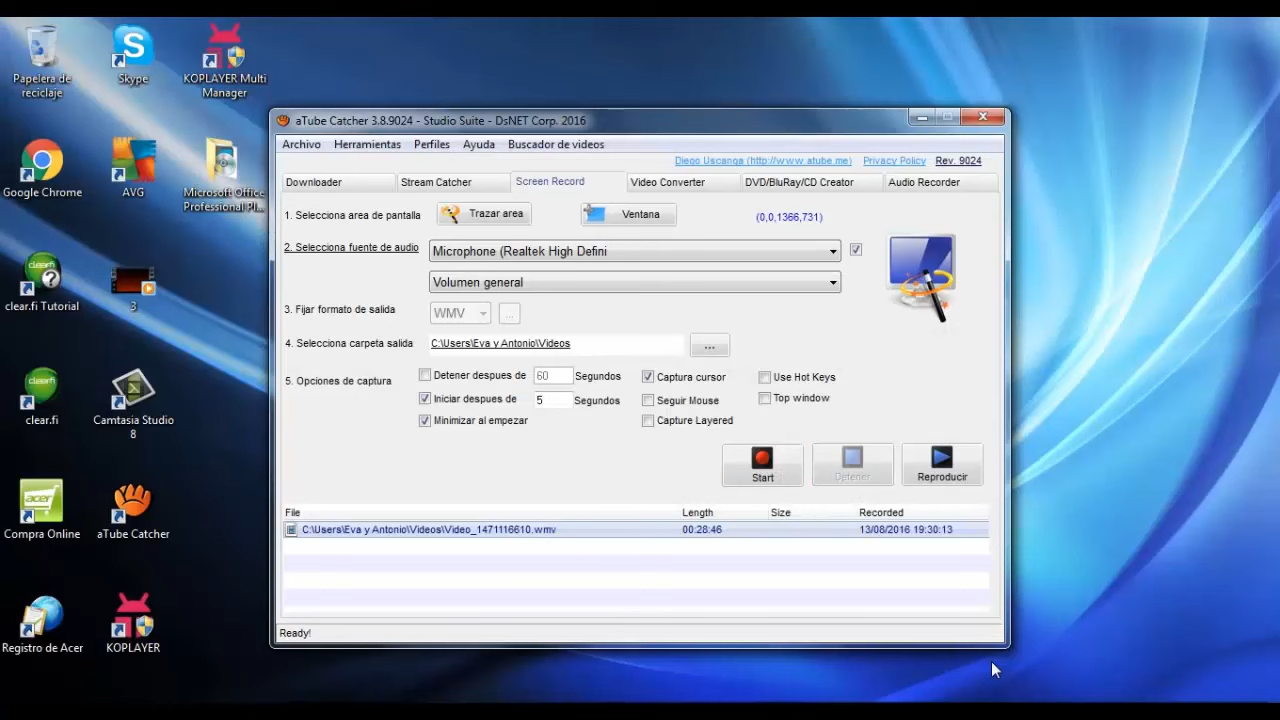 Papelera de
reciclaje
Skype
KOPLAYER Multi
Manager
Google Chrome
AVG
Microsoft Office
Professional Pl...
clear.fi
clear.fi Tutorial
3
clear.fi
clear.fi
Camtasia Studio
8
acer
Compra Online
aTube Catcher
Registro de Acer
KOPLAYER
aTube Catcher 3.8.9024 - Studio Suite - DsNET Corp. 2016
Archivo Herramientas Perfiles Ayuda Buscador de videos
Diego Uscanga (http://www.atube.me) Privacy Policy Rev. 9024
Downloader Stream Catcher Screen Record Video Converter DVD/BluRay/CD Creator Audio Recorder
1. Selecciona area de pantalla Trazar area Ventana (0,0,1366,731)
2. Selecciona fuente de audio Microphone (Realtek High Defini
Volumen general
3. Fijar formato de salida WMV ...
4. Selecciona carpeta salida C:\Users\Eva y Antonio\Videos ...
5. Opciones de captura Detener despues de 60 Segundos Captura cursor Use Hot Keys
Iniciar despues de 5 Segundos Seguir Mouse Top window
Minimizar al empezar Capture Layered
Start Detener Reproducir
File Length Size Recorded
C:\Users\Eva y Antonio\Videos\Video_1471116610.wmv 00:28:46 13/08/2016 19:30:13
Ready!